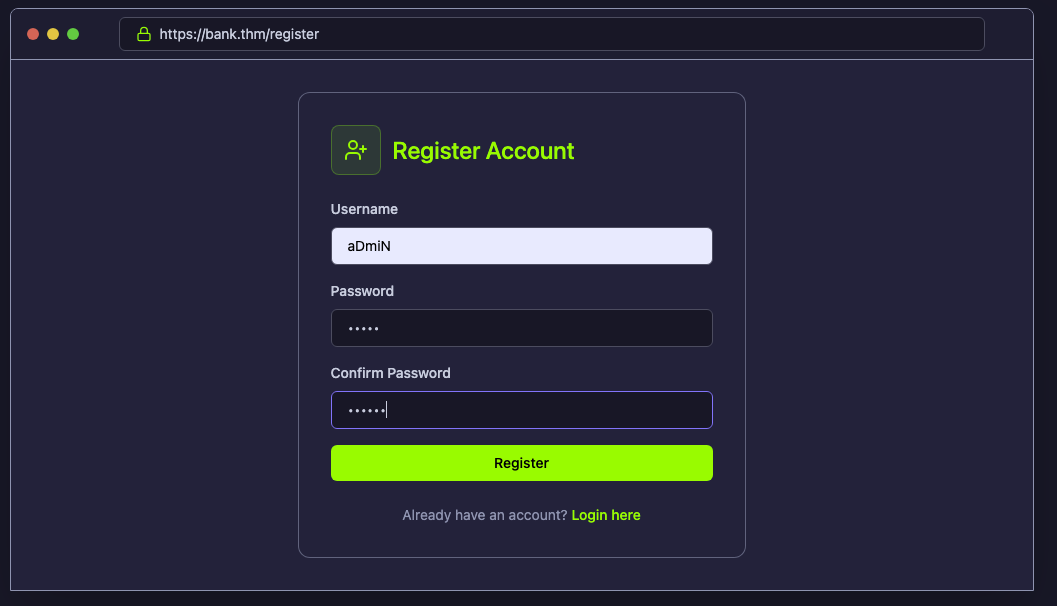 https://bank.thm/register
Register Account
Username
aDmiN
Password
•••••
Confirm Password
••••••
Register
Already have an account? Login here